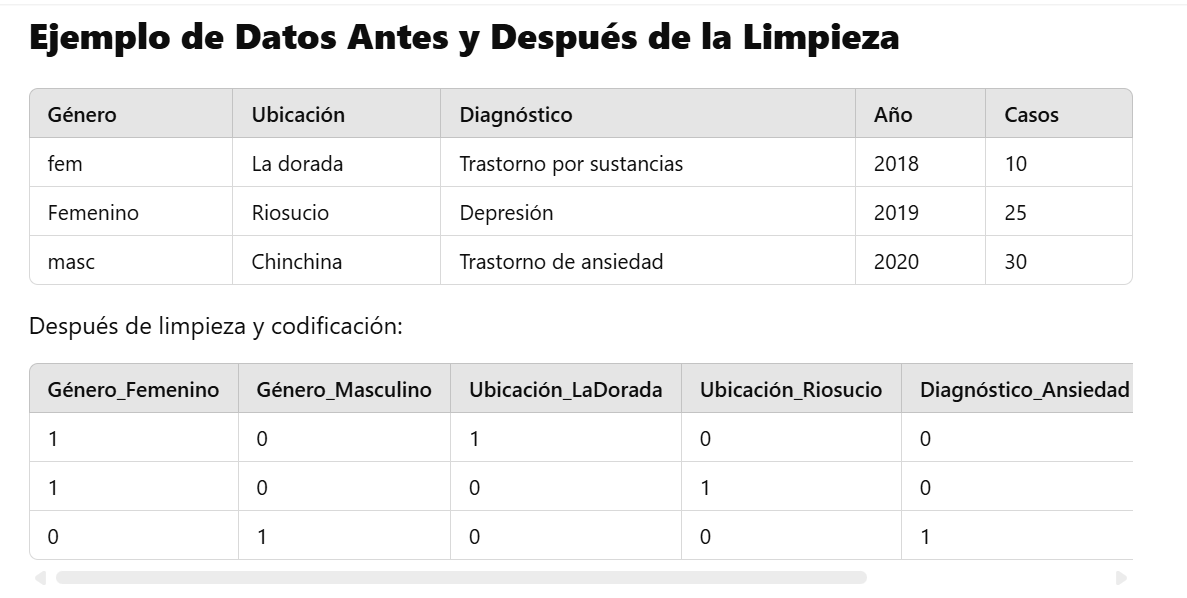 Ejemplo de Datos Antes y Después de la Limpieza
Género Ubicación Diagnóstico Año Casos
fem La dorada Trastorno por sustancias 2018 10
Femenino Riosucio Depresión 2019 25
masc Chinchina Trastorno de ansiedad 2020 30
Después de limpieza y codificación:
Género_Femenino Género_Masculino Ubicación_LaDorada Ubicación_Riosucio Diagnóstico_Ansiedad
1 0 1 0 0
1 0 0 1 0
0 1 0 0 1